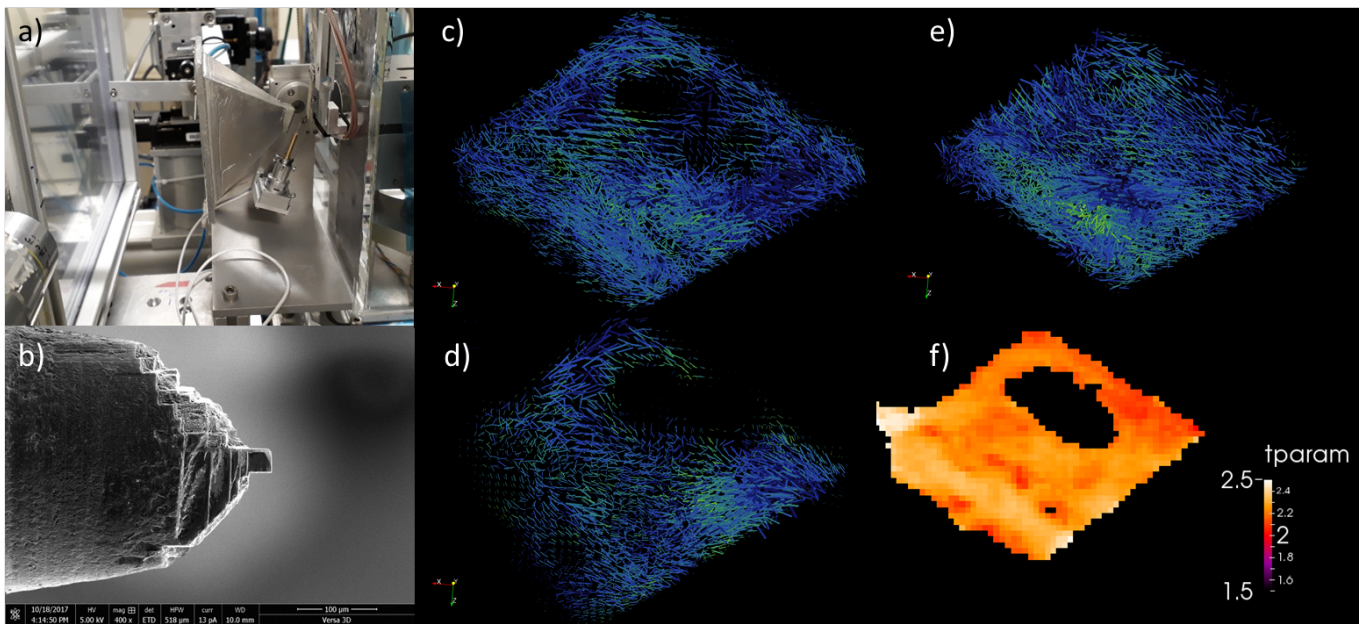 a)
b)
10/18/2017 HV mag det HFW curr WD 100 µm
4:14:50 PM 5.00 kV 400 x ETD 518 µm 13 pA 10.0 mm Versa 3D
c)
X Y
Z
d)
X Y
Z
e)
X Y
Z
f)
tparam
2.5
2.4
2.2
2
1.8
1.6
1.5